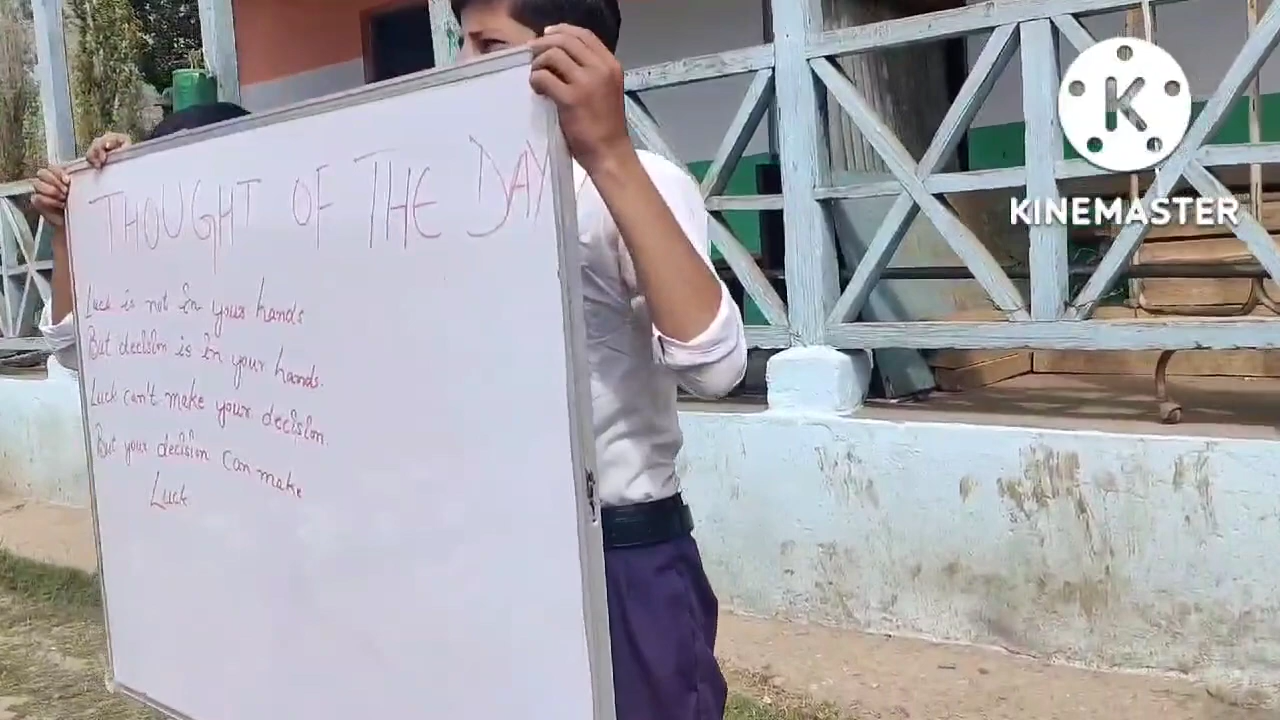 THOUGHT OF THE DAY
Luck is not in your hands
But decision is in your hands.
Luck can't make your decision.
But your decision can make
Luck
K
KINEMASTER